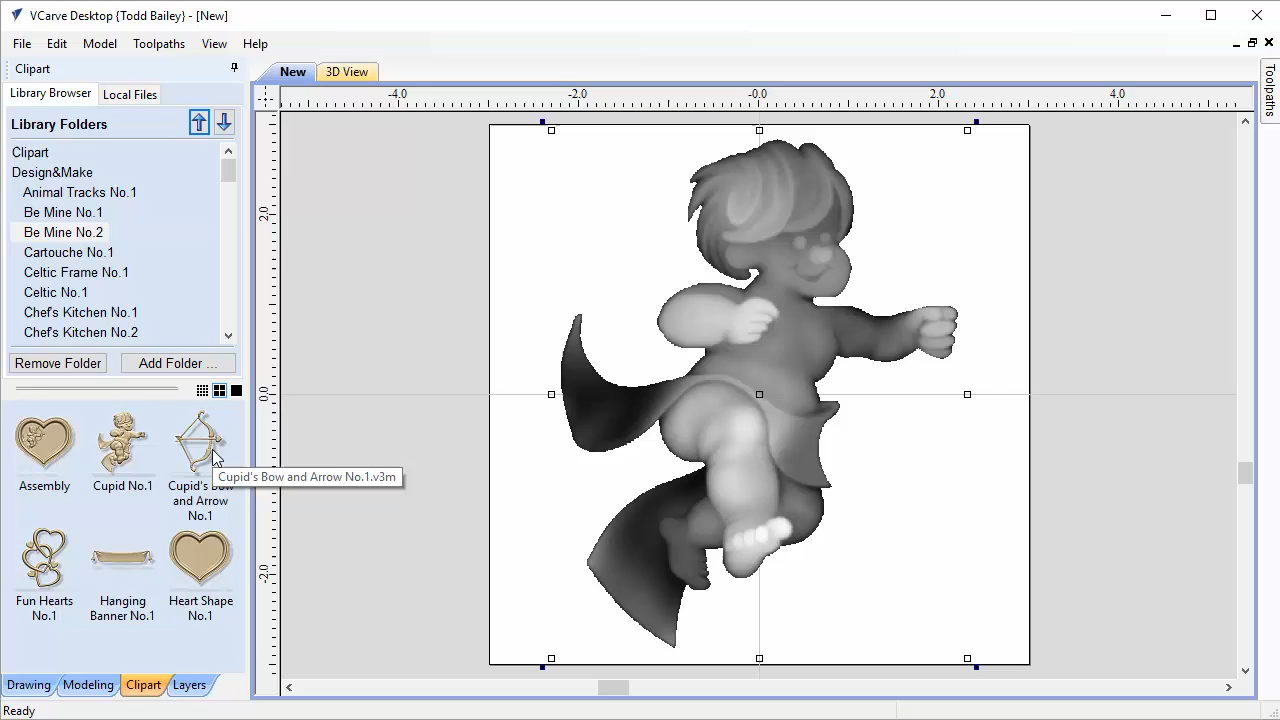 VCarve Desktop {Todd Bailey} - [New]
File Edit Model Toolpaths View Help
Clipart
Library Browser Local Files
Library Folders
Clipart
Design&Make
Animal Tracks No.1
Be Mine No.1
Be Mine No.2
Cartouche No.1
Celtic Frame No.1
Celtic No.1
Chef's Kitchen No.1
Chef's Kitchen No.2
Remove Folder Add Folder ...
Assembly
Cupid No.1
Cupid's Bow
and Arrow
No.1
Cupid's Bow and Arrow No.1.v3m
Fun Hearts
No.1
Hanging
Banner No.1
Heart Shape
No.1
Drawing Modeling Clipart Layers
Ready
New 3D View
-4.0 -2.0 -0.0 2.0 4.0
2.0
0.0
-2.0
Toolpaths